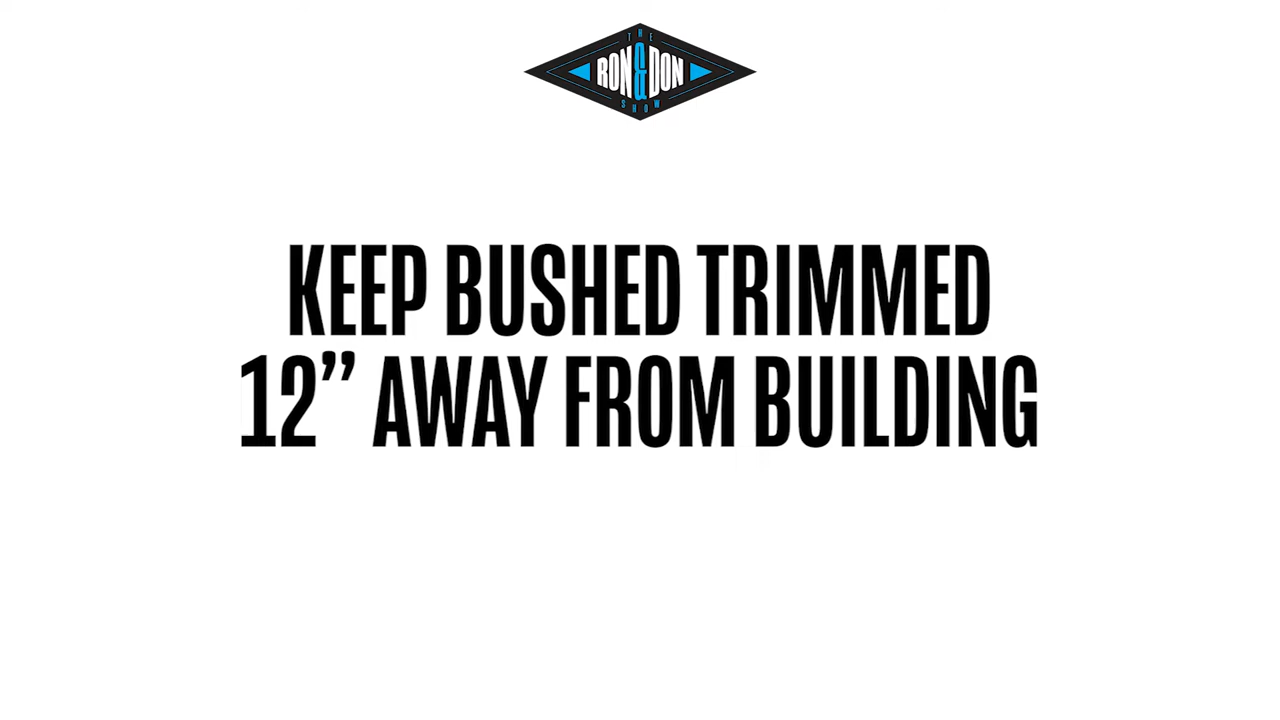 THE
RON & DON
SHOW
KEEP BUSHED TRIMMED
12” AWAY FROM BUILDING